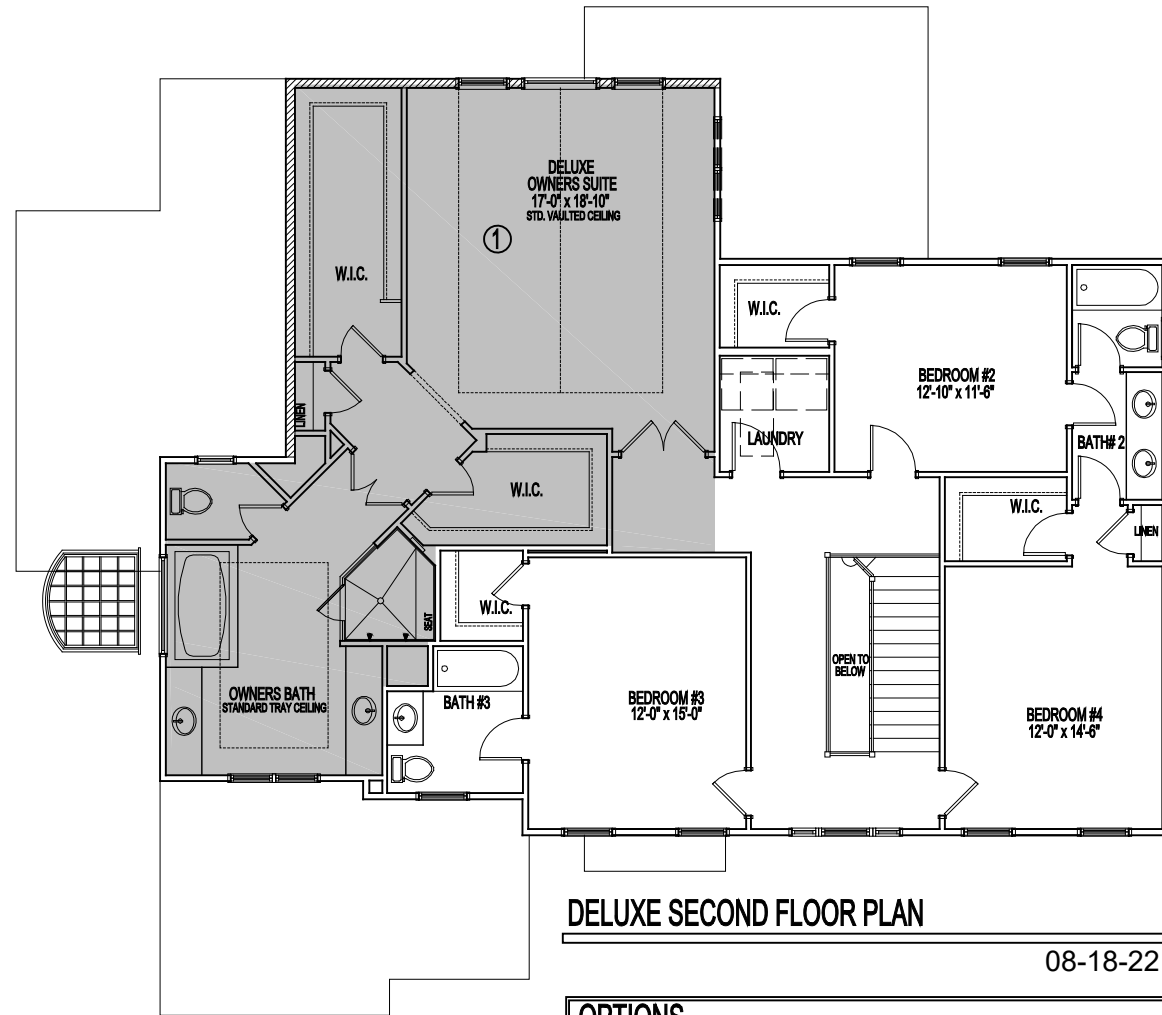 DELUXE
OWNERS SUITE
17'-0" x 18'-10"
STD. VAULTED CEILING
①
W.I.C.
W.I.C.
BEDROOM #2
12'-10" x 11'-6"
LINEN
LAUNDRY
BATH# 2
W.I.C.
W.I.C.
LINEN
W.I.C.
SEAT
OPEN TO
BELOW
OWNERS BATH
STANDARD TRAY CEILING
BATH #3
BEDROOM #3
12'-0" x 15'-0"
BEDROOM #4
12'-0" x 14'-6"
DELUXE SECOND FLOOR PLAN
08-18-22
OPTIONS